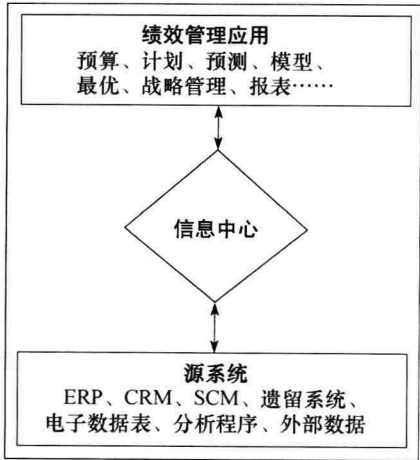 绩效管理应用
预算、计划、预测、模型、
最优、战略管理、报表……
信息中心
源系统
ERP、CRM、SCM、遗留系统、
电子数据表、分析程序、外部数据